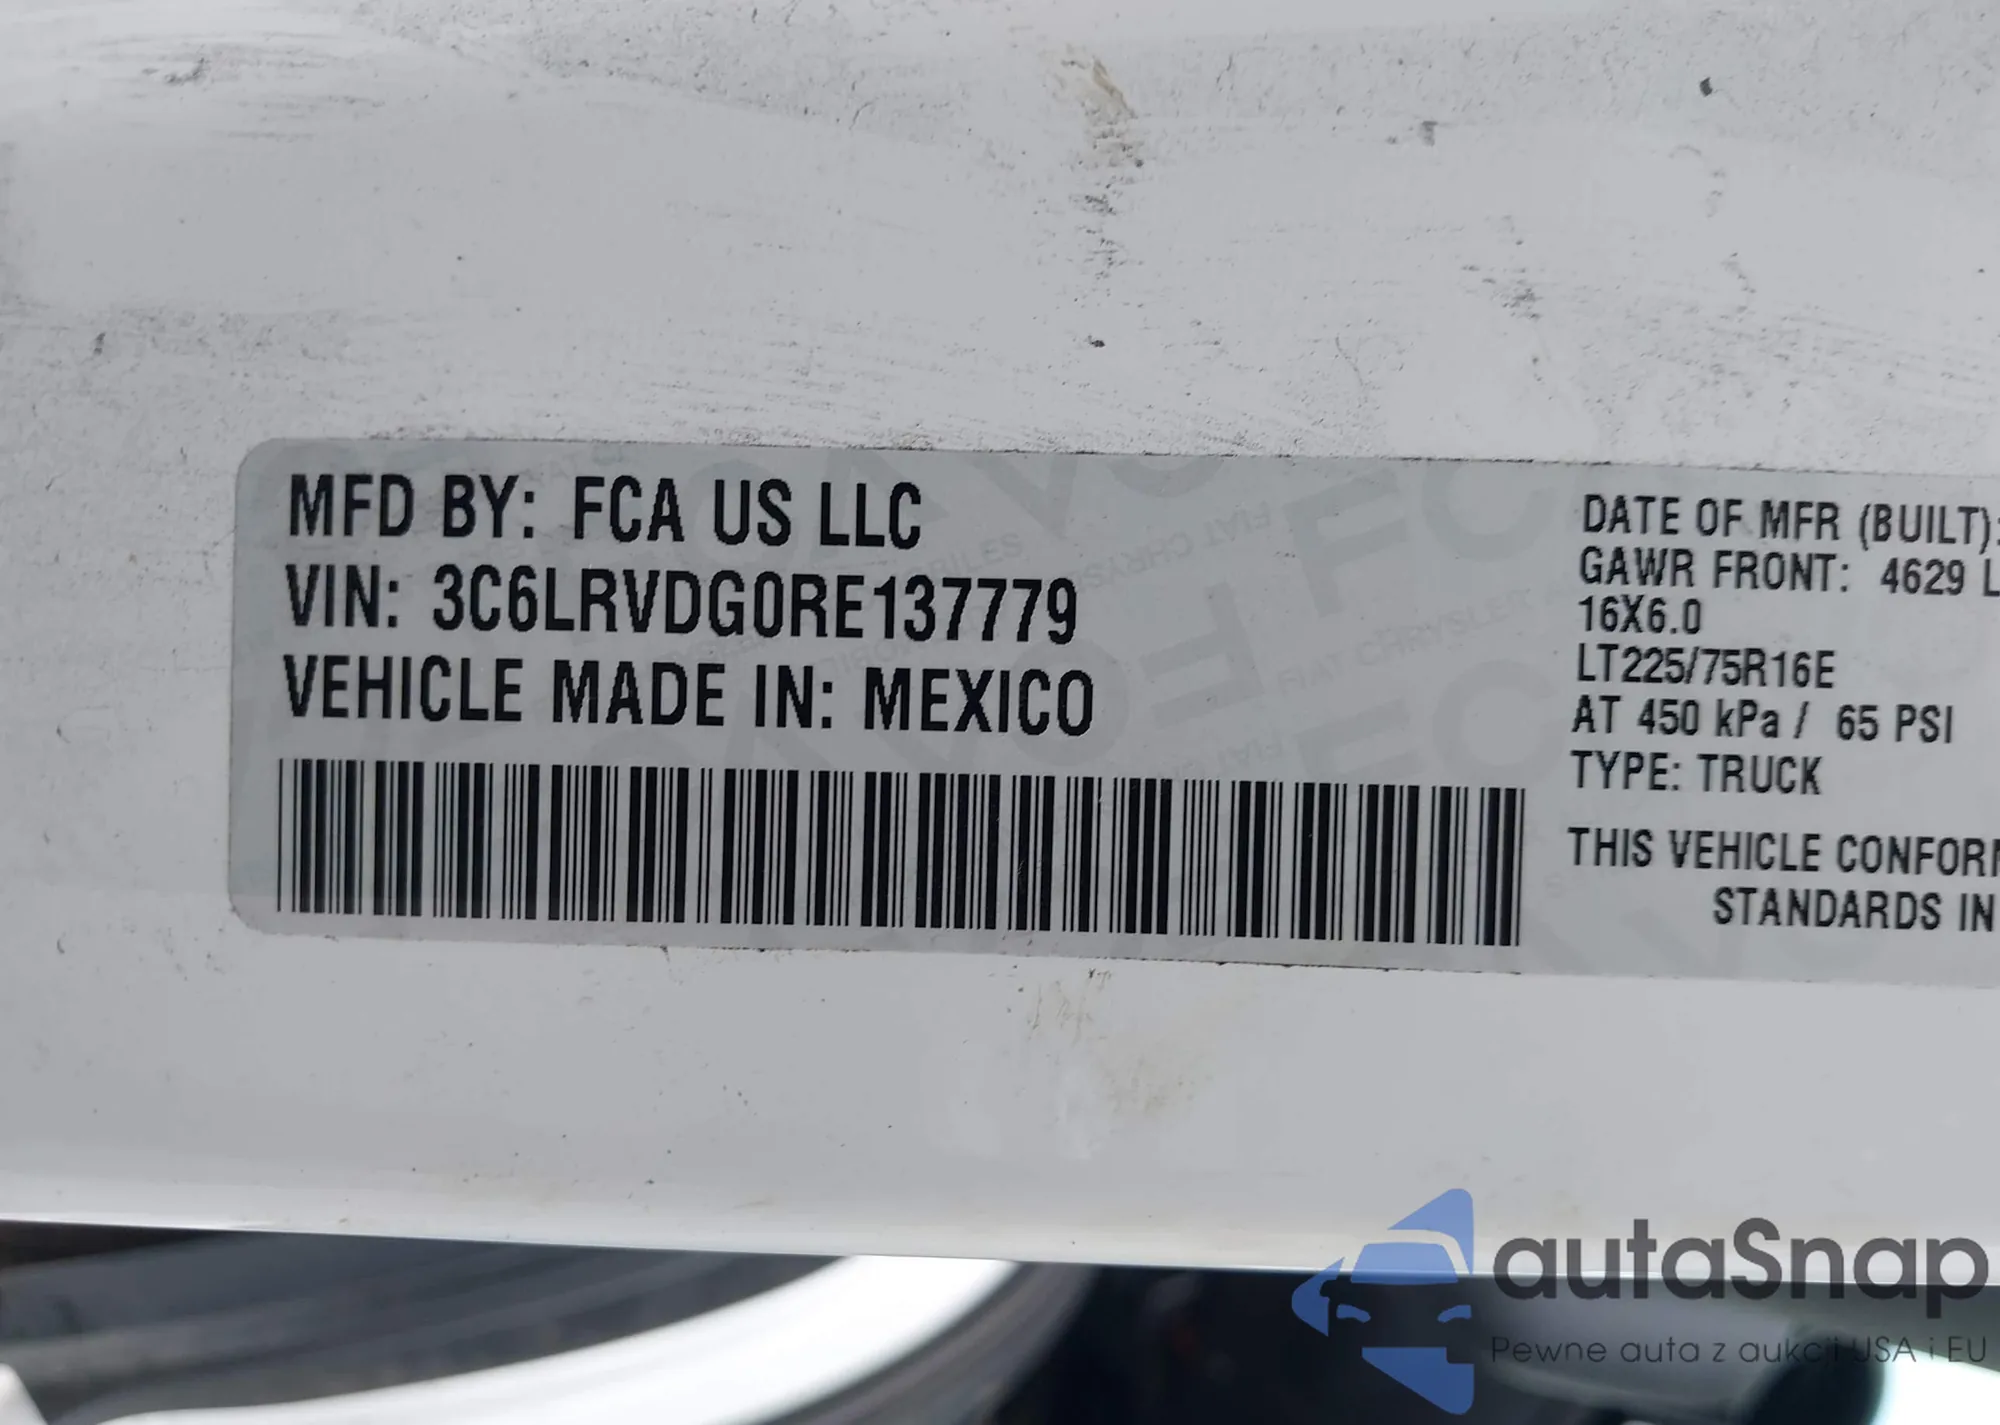 MFD BY: FCA US LLC
VIN: 3C6LRVDG0RE137779
VEHICLE MADE IN: MEXICO
DATE OF MFR (BUILT):
GAWR FRONT: 4629 L
16X6.0
LT225/75R16E
AT 450 kPa / 65 PSI
TYPE: TRUCK
THIS VEHICLE CONFOR
STANDARDS IN
autaSnap
Pewne auta z aukcji USA i EU